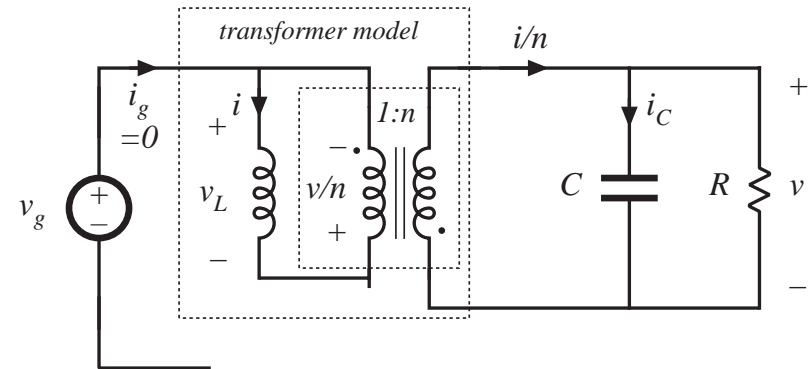 transformer model
i/n
i_g
=0
i
+
1:n
+
i_C
−
v_g
+
−
v_L
v/n
C
R
v
−
+
−